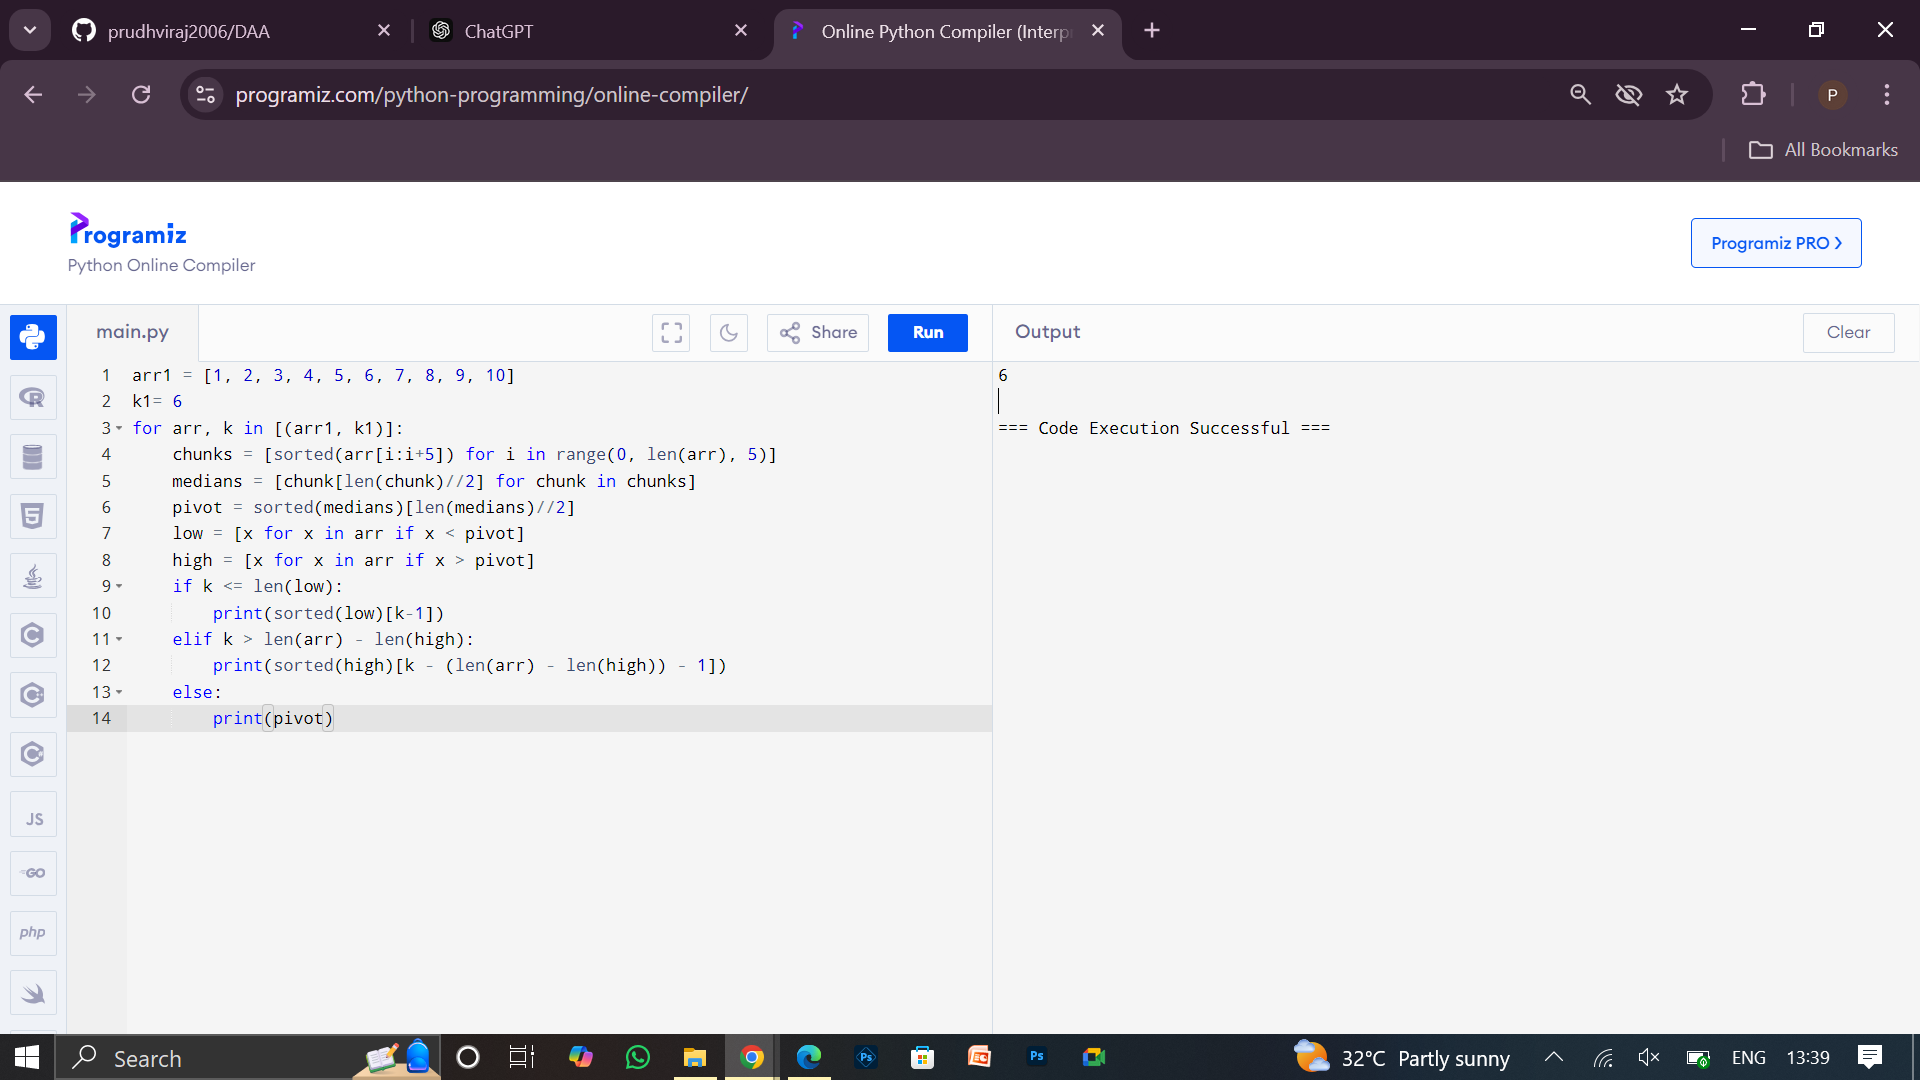 prudhviraj2006/DAA
ChatGPT
Online Python Compiler (Interp
programiz.com/python-programming/online-compiler/
P
All Bookmarks
Programiz
Python Online Compiler
Programiz PRO
main.py
Share
Run
Output
Clear
1 arr1 = [1, 2, 3, 4, 5, 6, 7, 8, 9, 10]
2 k1= 6
3 for arr, k in [(arr1, k1)]:
4     chunks = [sorted(arr[i:i+5]) for i in range(0, len(arr), 5)]
5     medians = [chunk[len(chunk)//2] for chunk in chunks]
6     pivot = sorted(medians)[len(medians)//2]
7     low = [x for x in arr if x < pivot]
8     high = [x for x in arr if x > pivot]
9     if k <= len(low):
10         print(sorted(low)[k-1])
11     elif k > len(arr) - len(high):
12         print(sorted(high)[k - (len(arr) - len(high)) - 1])
13     else:
14         print(pivot)
6
=== Code Execution Successful ===
R
5
C
C
C
JS
GO
php
Search
Ps
Ps
32°C Partly sunny
ENG
13:39